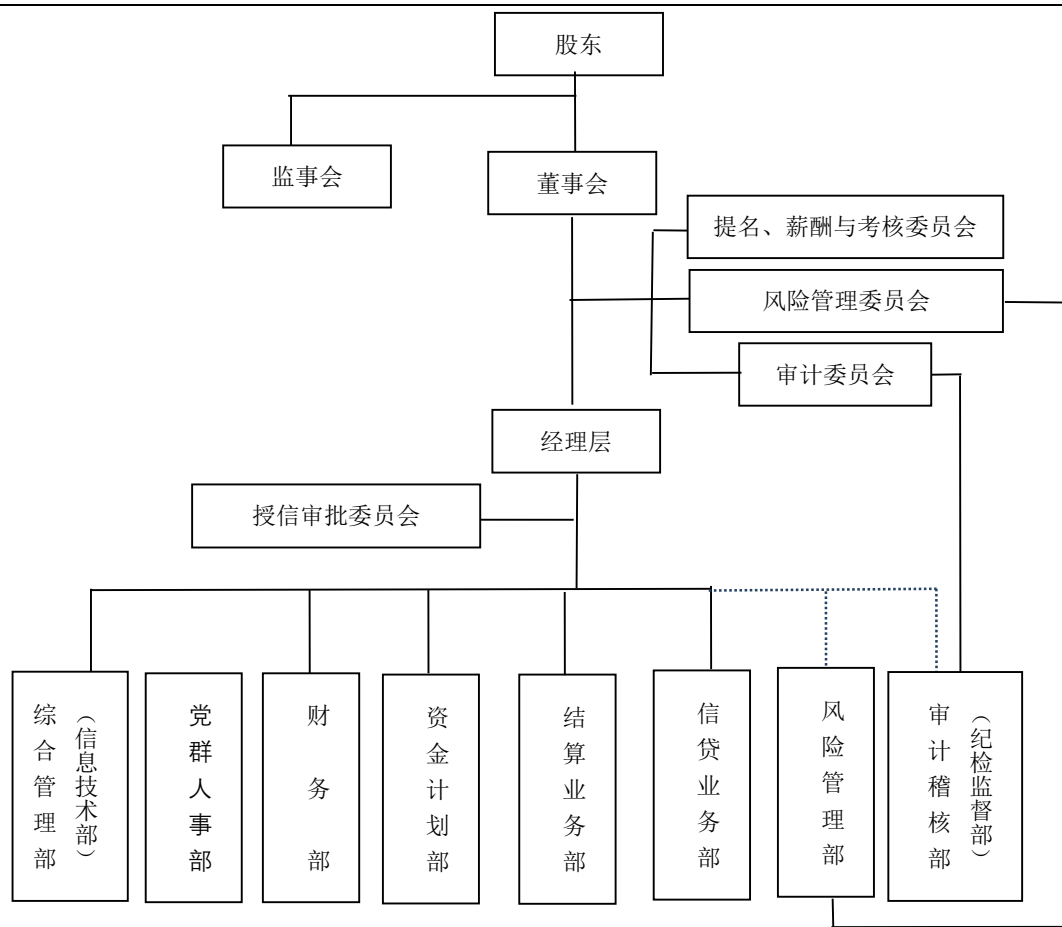 股东
监事会
董事会
提名、薪酬与考核委员会
风险管理委员会
审计委员会
经理层
授信审批委员会
综合管理部
（信息技术部）
党群人事部
财务部
资金计划部
结算业务部
信贷业务部
风险管理部
审计稽核部
（纪检监督部）